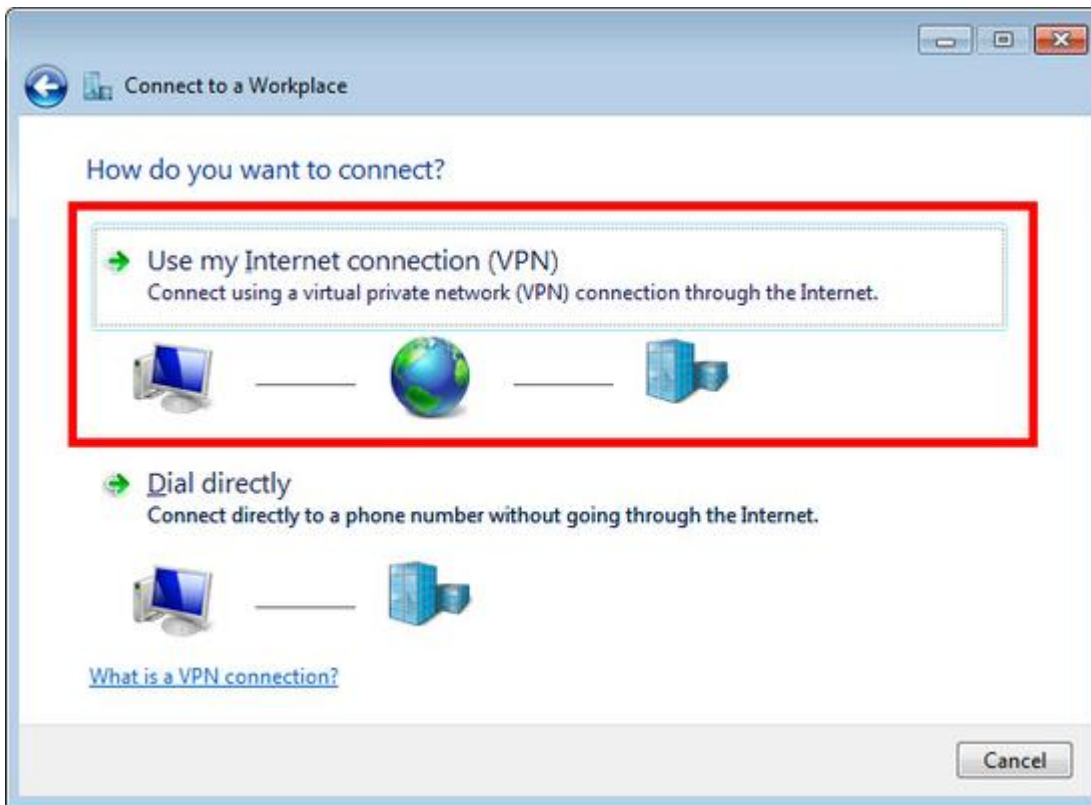 Connect to a Workplace
How do you want to connect?
Use my Internet connection (VPN)
Connect using a virtual private network (VPN) connection through the Internet.
Dial directly
Connect directly to a phone number without going through the Internet.
What is a VPN connection?
Cancel